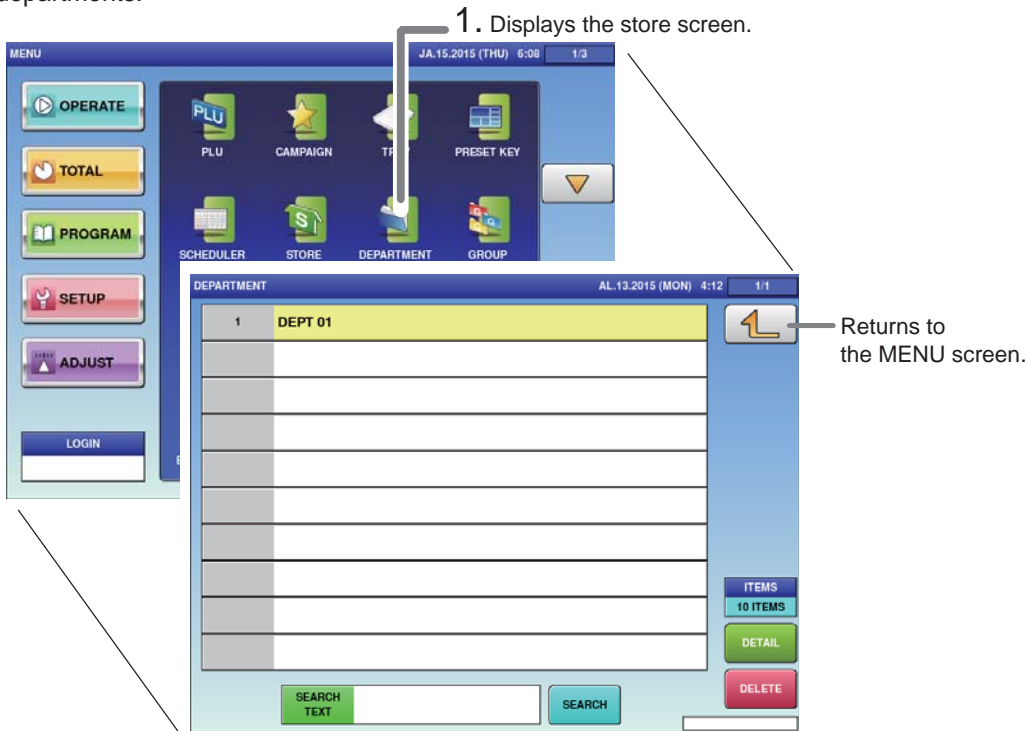 departments.
1. Displays the store screen.
MENU JA.15.2015 (THU) 6:08 1/3
OPERATE
PLU CAMPAIGN PRESET KEY
TOTAL
PROGRAM
SCHEDULER STORE DEPARTMENT GROUP
SETUP
ADJUST
LOGIN
DEPARTMENT AL.13.2015 (MON) 4:12 1/1
1 DEPT 01
Returns to
the MENU screen.
ITEMS
10 ITEMS
DETAIL
DELETE
SEARCH
TEXT
SEARCH